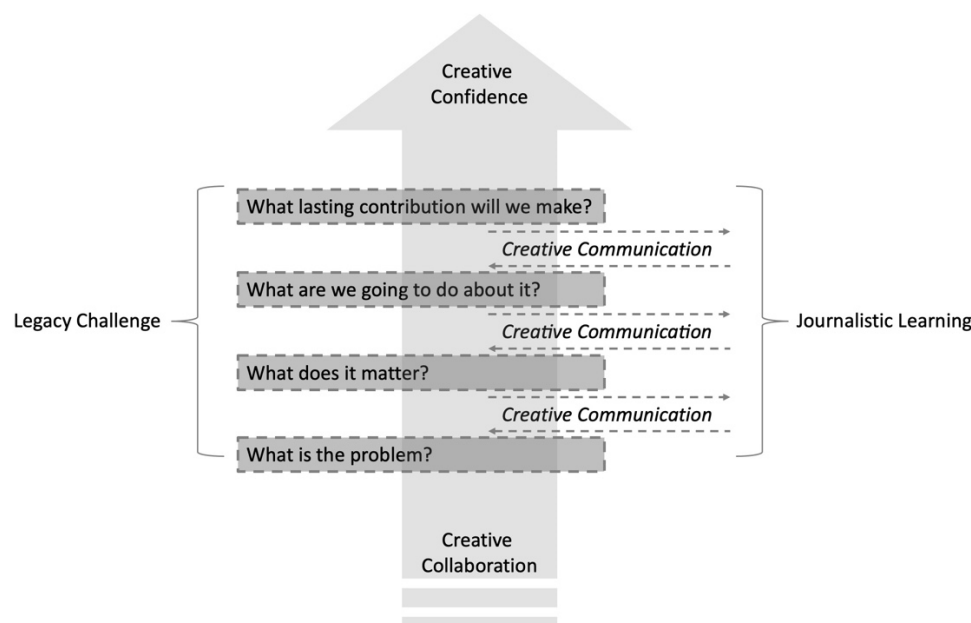 Creative
Confidence
What lasting contribution will we make?
Creative Communication
What are we going to do about it?
Legacy Challenge
Journalistic Learning
Creative Communication
What does it matter?
Creative Communication
What is the problem?
Creative
Collaboration